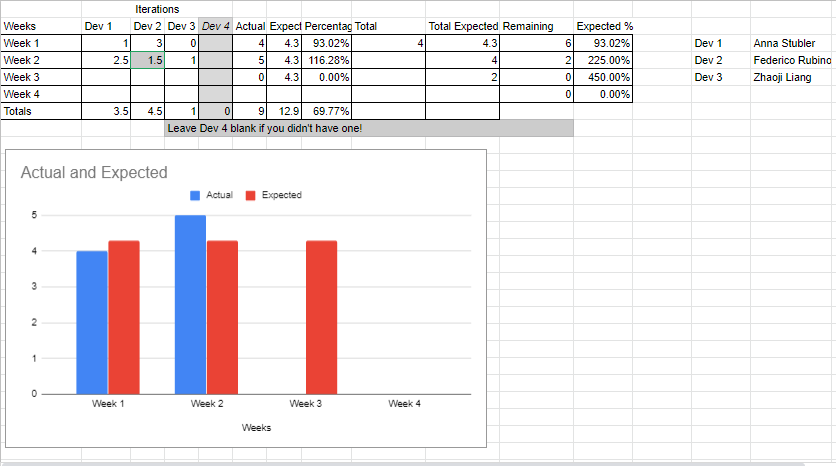 Iterations
Weeks Dev 1 Dev 2 Dev 3 Dev 4 Actual Expect Percentag Total Total Expected Remaining Expected %
Week 1 1 3 0 4 4.3 93.02% 4 4.3 6 93.02% Dev 1 Anna Stubler
Week 2 2.5 1.5 1 5 4.3 116.28% 4 2 225.00% Dev 2 Federico Rubino
Week 3 0 4.3 0.00% 2 0 450.00% Dev 3 Zhaoji Liang
Week 4 0 0.00%
Totals 3.5 4.5 1 0 9 12.9 69.77%
Leave Dev 4 blank if you didn't have one!
Actual and Expected
Actual Expected
5
4
3
2
1
0
Week 1 Week 2 Week 3 Week 4
Weeks